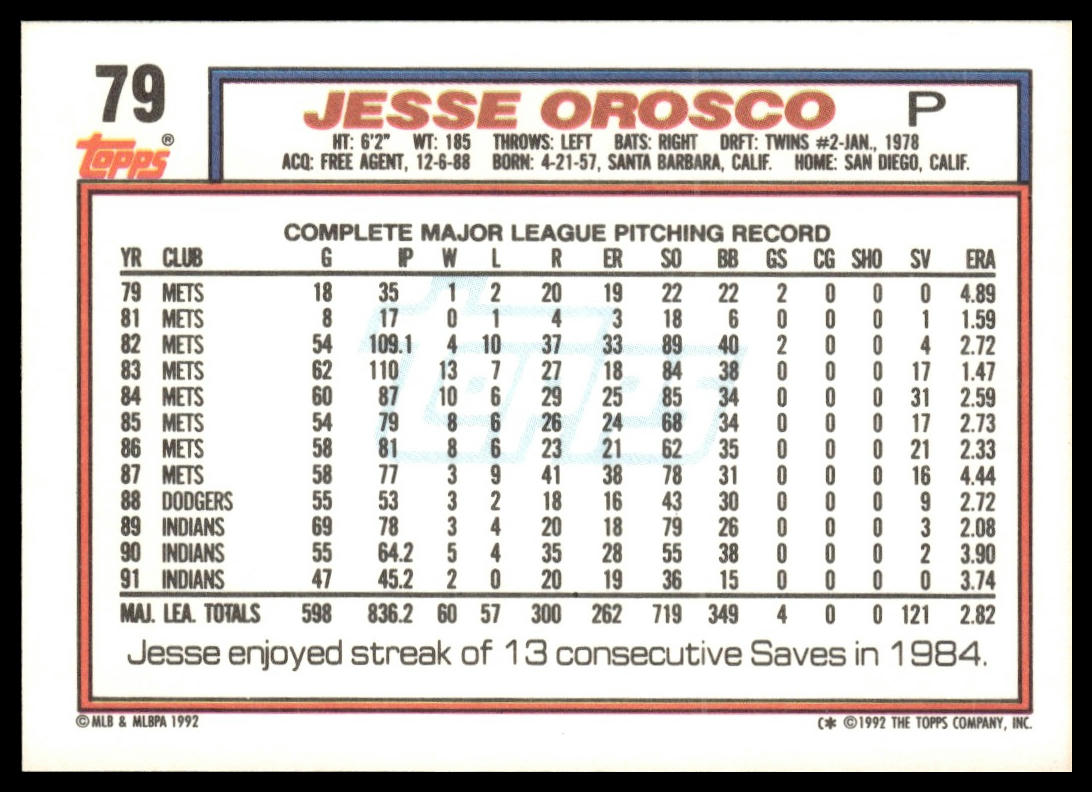 79
JESSE OROSCO P
Topps®
HT: 6'2" WT: 185 THROWS: LEFT BATS: RIGHT DRFT: TWINS #2-JAN., 1978
ACQ: FREE AGENT, 12-6-88 BORN: 4-21-57, SANTA BARBARA, CALIF. HOME: SAN DIEGO, CALIF.
COMPLETE MAJOR LEAGUE PITCHING RECORD
YR CLUB G IP W L R ER SO BB GS CG SHO SV ERA
79 METS 18 35 1 2 20 19 22 22 2 0 0 0 4.89
81 METS 8 17 0 1 4 3 18 6 0 0 0 1 1.59
82 METS 54 109.1 4 10 37 33 89 40 2 0 0 4 2.72
83 METS 62 110 13 7 27 18 84 38 0 0 0 17 1.47
84 METS 60 87 10 6 29 25 85 34 0 0 0 31 2.59
85 METS 54 79 8 6 26 24 68 34 0 0 0 17 2.73
86 METS 58 81 8 6 23 21 62 35 0 0 0 21 2.33
87 METS 58 77 3 9 41 38 78 31 0 0 0 16 4.44
88 DODGERS 55 53 3 2 18 16 43 30 0 0 0 9 2.72
89 INDIANS 69 78 3 4 20 18 79 26 0 0 0 3 2.08
90 INDIANS 55 64.2 5 4 35 28 55 38 0 0 0 2 3.90
91 INDIANS 47 45.2 2 0 20 19 36 15 0 0 0 0 3.74
MAJ. LEA. TOTALS 598 836.2 60 57 300 262 719 349 4 0 0 121 2.82
Topps
Jesse enjoyed streak of 13 consecutive Saves in 1984.
©MLB & MLBPA 1992 C* ©1992 THE TOPPS COMPANY, INC.